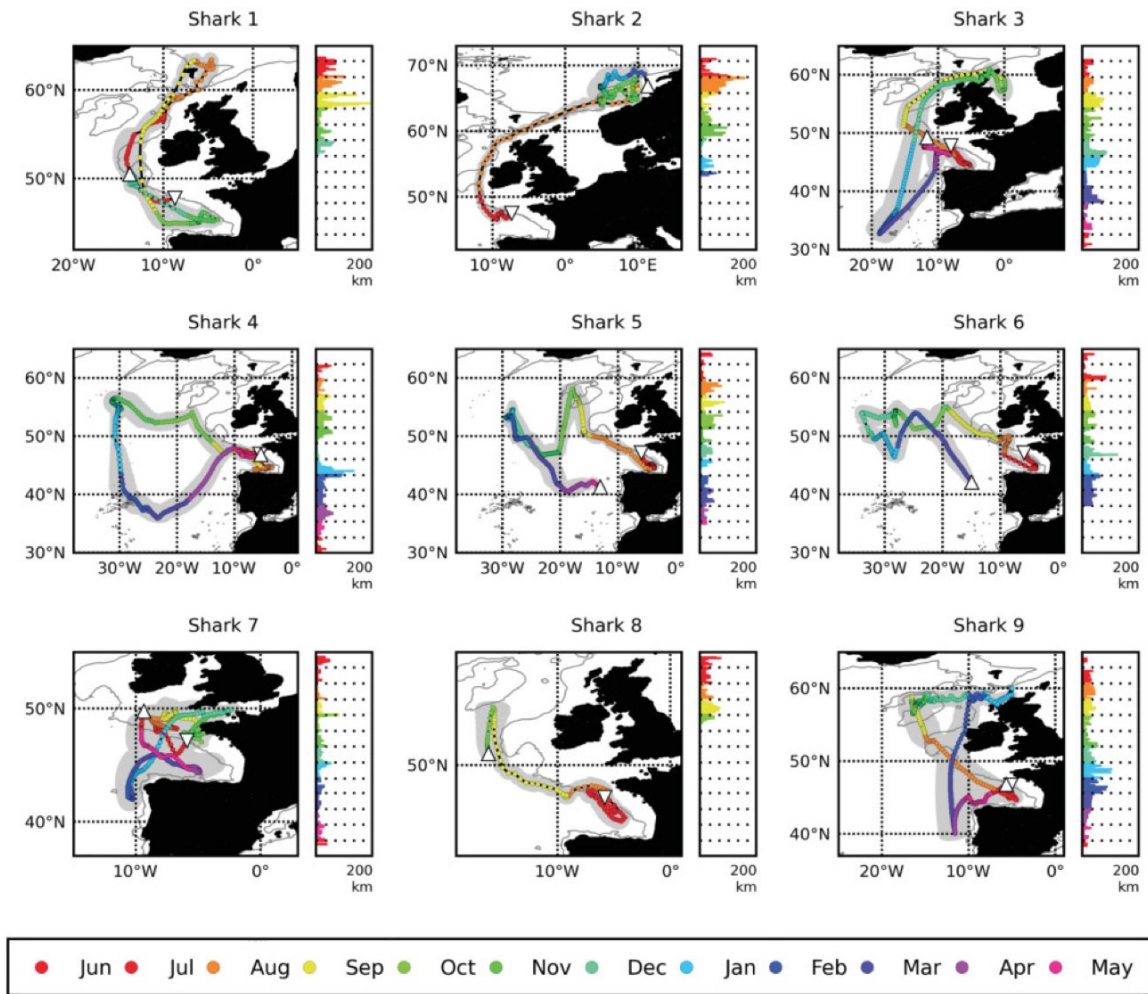 Shark 1
Shark 2
Shark 3
60°N
50°N
20°W
10°W
0°
200
km
70°N
60°N
50°N
10°W
0°
10°E
200
km
60°N
50°N
40°N
30°N
20°W
10°W
0°
200
km
Shark 4
Shark 5
Shark 6
60°N
50°N
40°N
30°N
30°W
20°W
10°W
0°
200
km
60°N
50°N
40°N
30°N
30°W
20°W
10°W
0°
200
km
60°N
50°N
40°N
30°N
30°W
20°W
10°W
0°
200
km
Shark 7
Shark 8
Shark 9
50°N
40°N
10°W
0°
200
km
50°N
10°W
0°
200
km
60°N
50°N
40°N
20°W
10°W
0°
200
km
Jun Jul Aug Sep Oct Nov Dec Jan Feb Mar Apr May